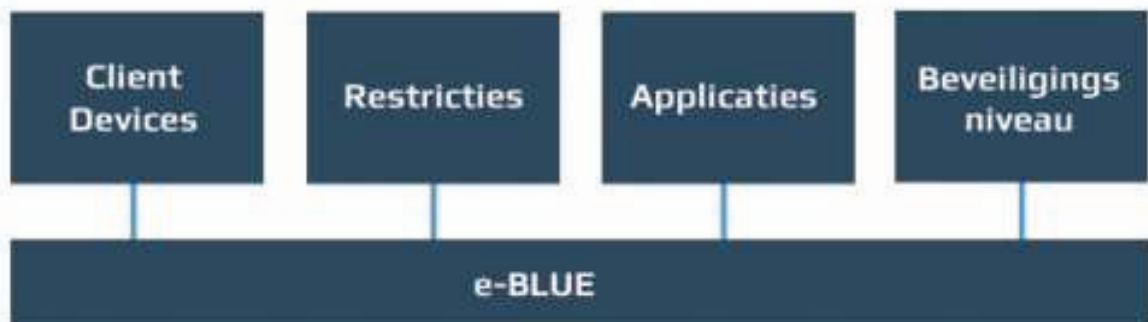 Client
Devices
Restricties
Applicaties
Beveiligings
niveau
e-BLUE